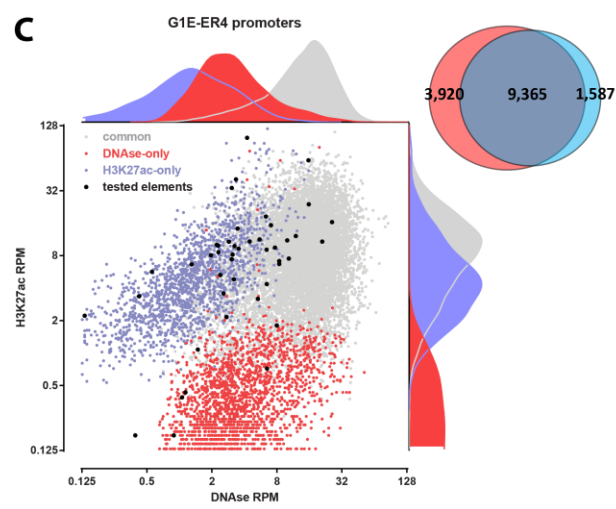 C
G1E-ER4 promoters
3,920
9,365
1,587
common
DNAse-only
H3K27ac-only
tested elements
H3K27ac RPM
128
32
8
2
0.5
0.125
0.125
0.5
2
8
32
128
DNAse RPM